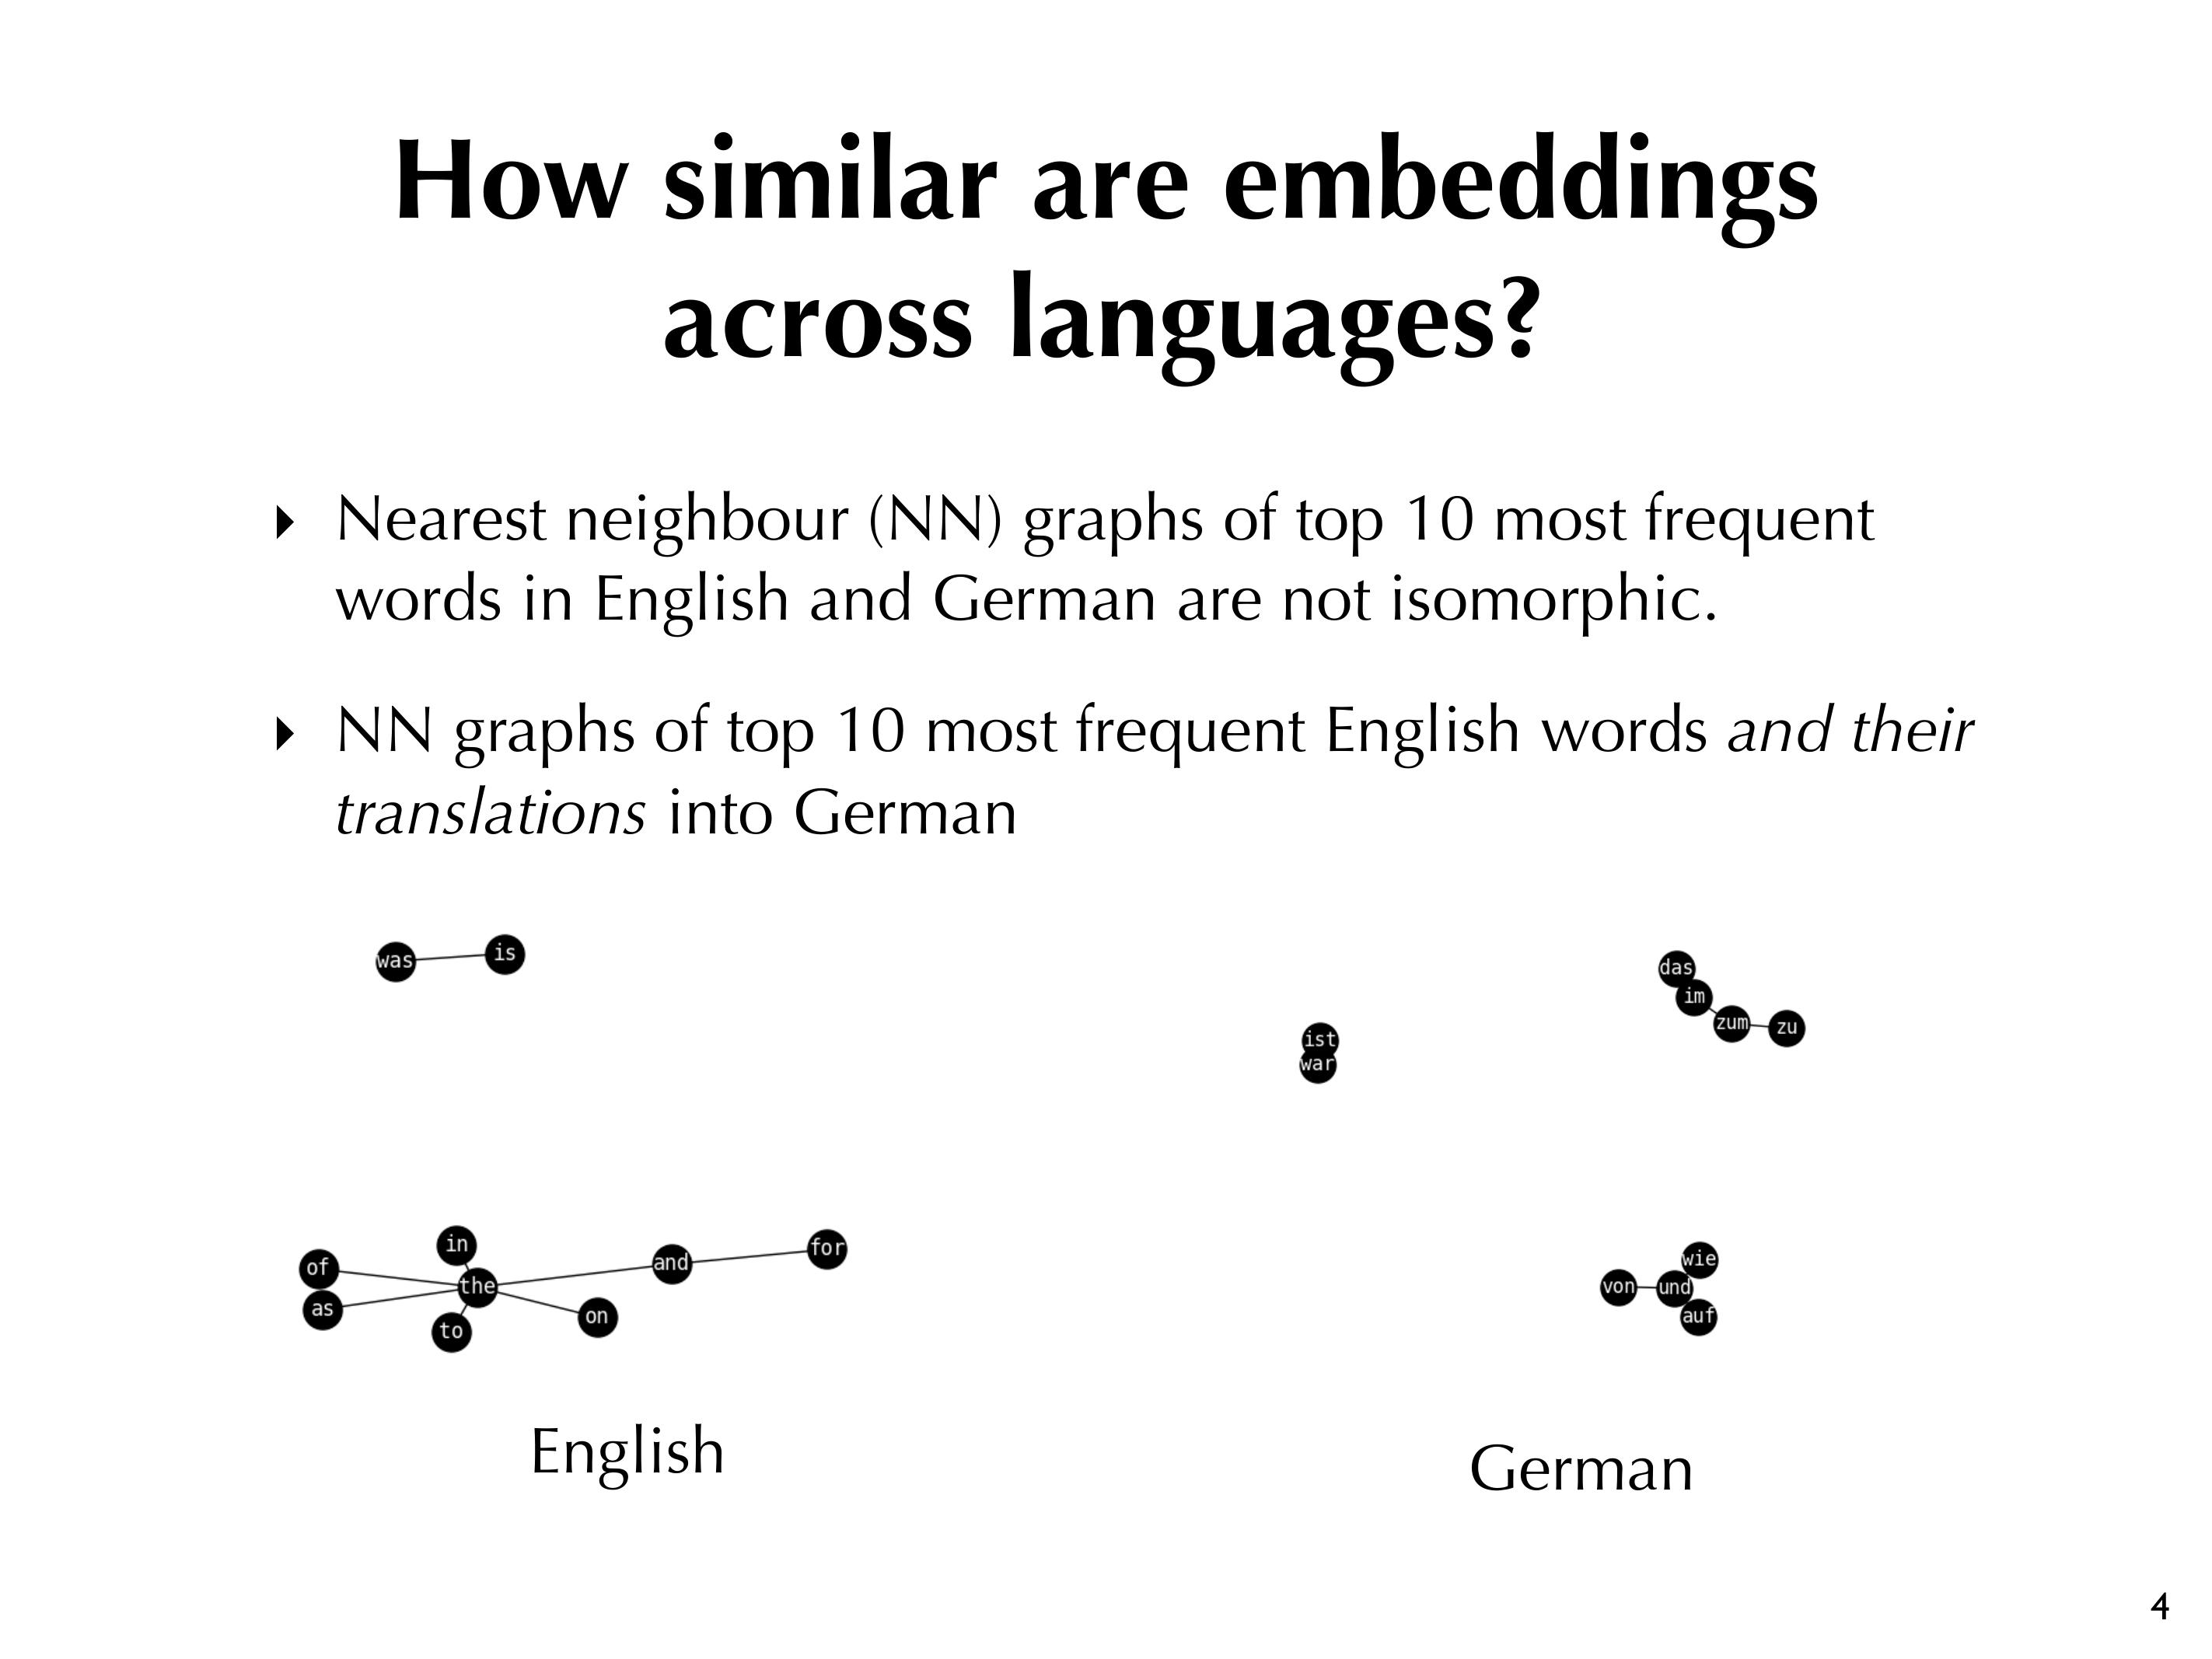 How similar are embeddings
across languages?
Nearest neighbour (NN) graphs of top 10 most frequent
words in English and German are not isomorphic.
NN graphs of top 10 most frequent English words and their
translations into German
was
is
of
as
in
the
to
and
on
for
English
ist
war
das
im
zum
zu
von
und
wie
auf
German
4